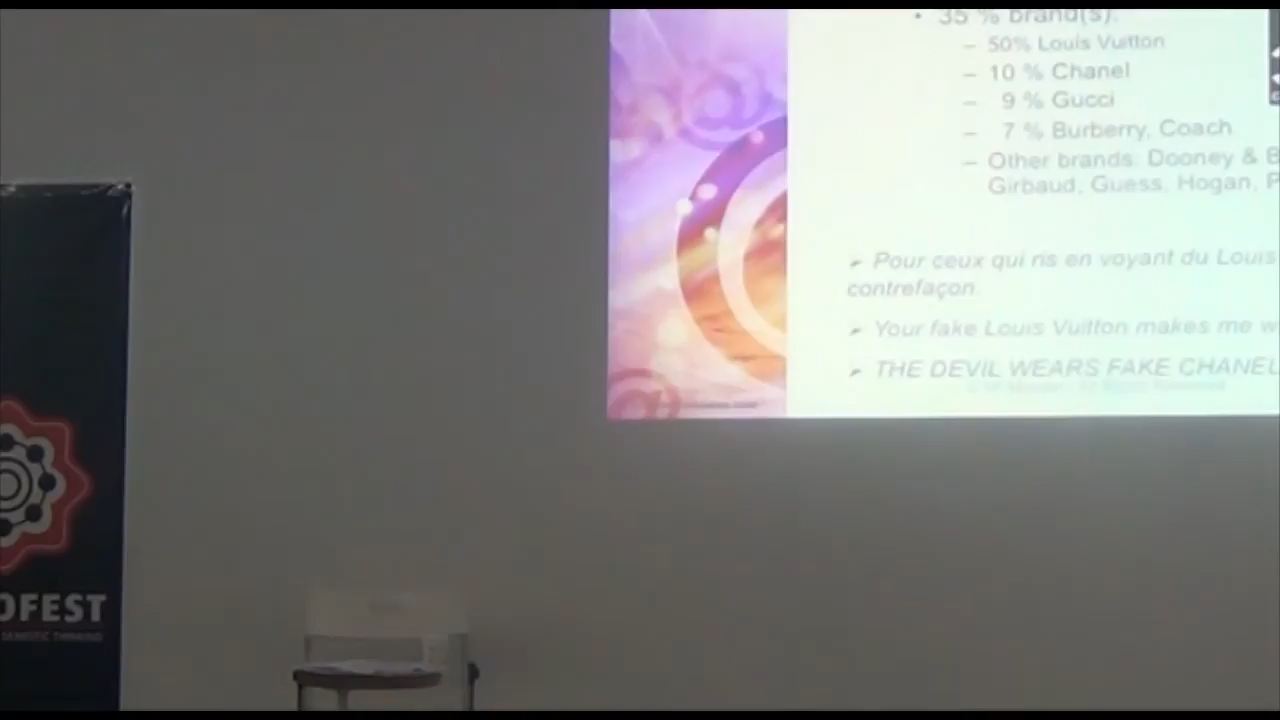 • 35 % brand(s):
– 50% Louis Vuitton
– 10 % Chanel
– 9 % Gucci
– 7 % Burberry, Coach
– Other brands: Dooney & B
Girbaud, Guess, Hogan, P
Pour ceux qui ris en voyant du Louis
contrefaçon.
Your fake Louis Vuitton makes me w
THE DEVIL WEARS FAKE CHANEL
OFEST
THINKING